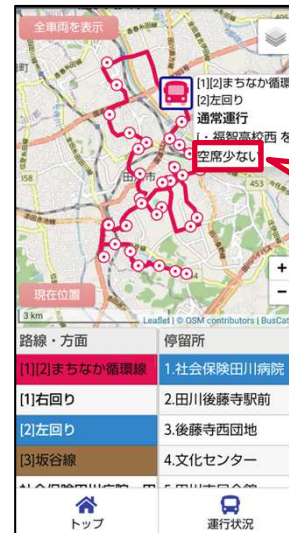 全車両を表示
[1][2]まちなか循環
[2]左回り
通常運行
・福智高校西 を
空席少ない
田川市
453
現在位置
+
−
3 km
Leaflet | © OSM contributors | BusCat
路線・方面
停留所
[1][2]まちなか循環線
1.社会保険田川病院
[1]右回り
2.田川後藤寺駅前
[2]左回り
3.後藤寺西団地
[3]坂谷線
4.文化センター
トップ
運行状況